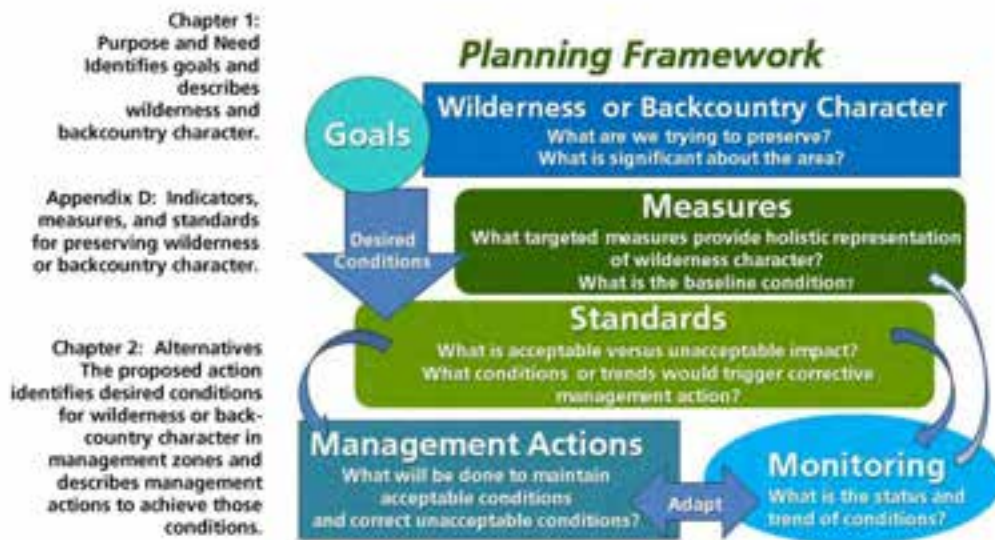 Chapter 1:
Purpose and Need
Identifies goals and
describes
wilderness and
backcountry character.
Appendix D: Indicators,
measures, and standards
for preserving wilderness
or backcountry character.
Chapter 2: Alternatives
The proposed action
identifies desired conditions
for wilderness or back-
country character in
management zones and
describes management
actions to achieve those
conditions.
Planning Framework
Goals
Wilderness or Backcountry Character
What are we trying to preserve?
What is significant about the area?
Desired
Conditions
Measures
What targeted measures provide holistic representation
of wilderness character?
What is the baseline condition?
Standards
What is acceptable versus unacceptable impact?
What conditions or trends would trigger corrective
management action?
Management Actions
What will be done to maintain
acceptable conditions
and correct unacceptable conditions?
Adapt
Monitoring
What is the status and
trend of conditions?